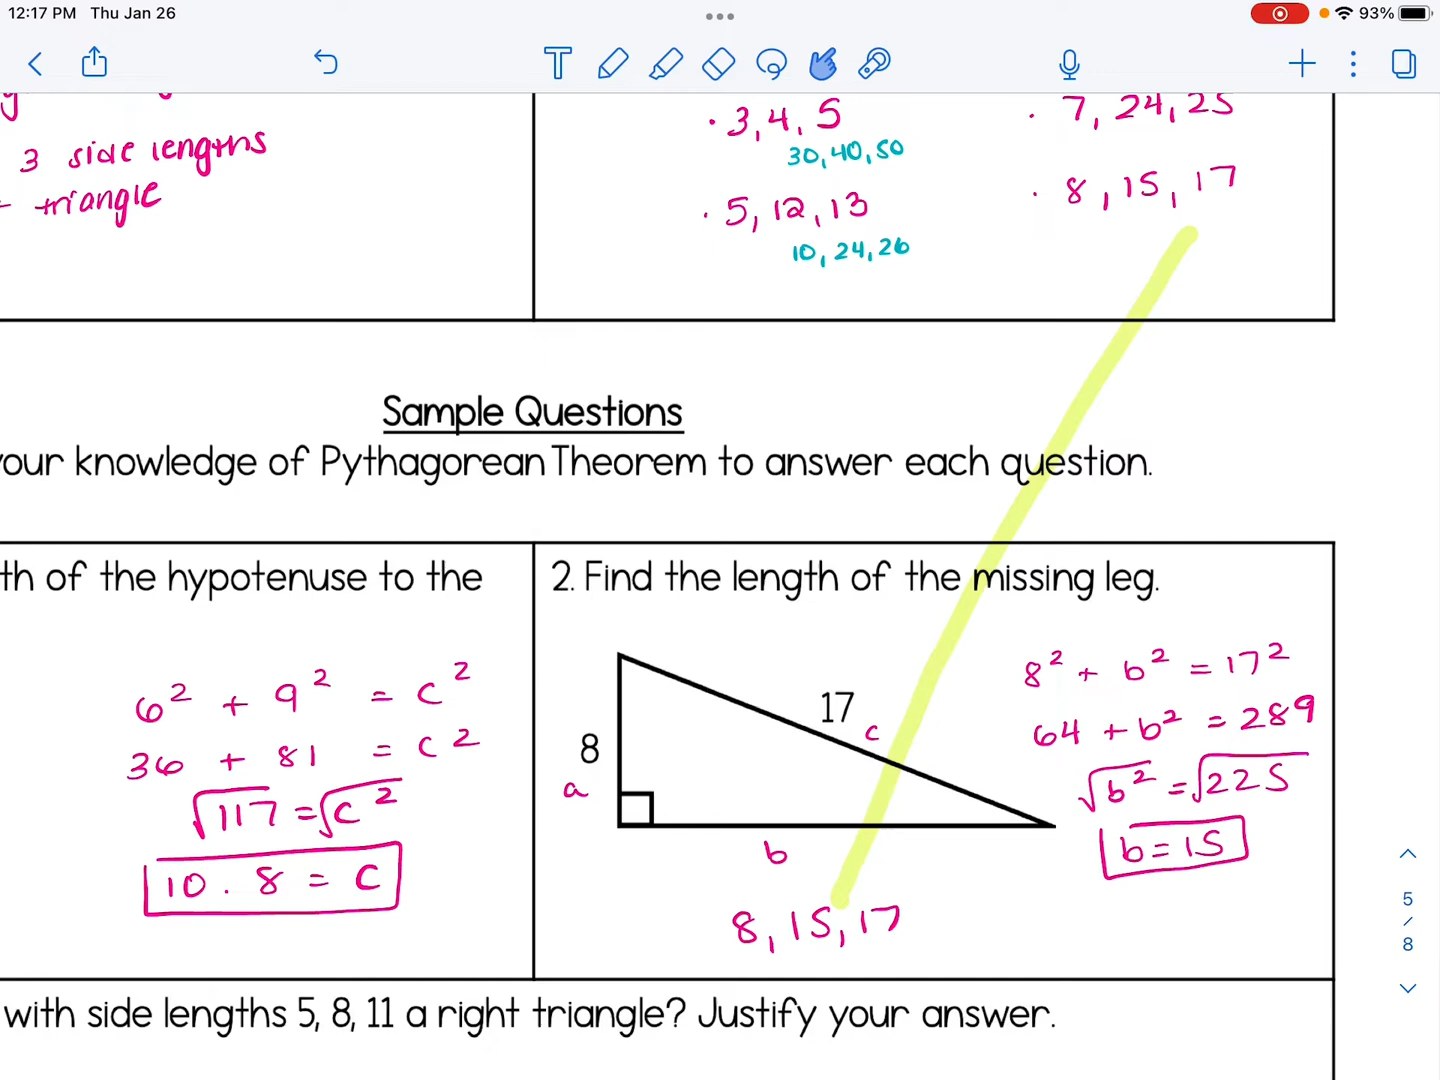 12:17 PM Thu Jan 26
93%
3 side lengths
triangle
· 3, 4, 5
30, 40, 50
· 5, 12, 13
10, 24, 26
· 7, 24, 25
· 8, 15, 17
Sample Questions
your knowledge of Pythagorean Theorem to answer each question.
th of the hypotenuse to the
6² + 9² = c²
36 + 81 = c²
√117 = √c²
10.8 = c
2. Find the length of the missing leg.
17
c
8
a
b
8, 15, 17
8² + b² = 17²
64 + b² = 289
√b² = √225
b = 15
5
/
8
with side lengths 5, 8, 11 a right triangle? Justify your answer.